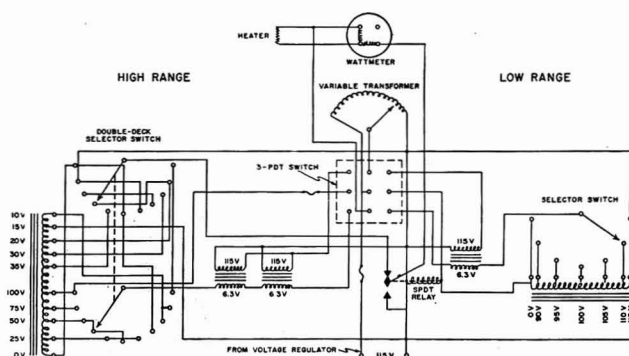 HEATER
WATTMETER
HIGH RANGE
VARIABLE TRANSFORMER
LOW RANGE
DOUBLE-DECK
SELECTOR SWITCH
3-PDT SWITCH
SELECTOR SWITCH
10V
15V
20V
30V
35V
100V
75V
50V
25V
0V
115V
115V
6.3V
6.3V
115V
6.3V
SPDT
RELAY
0V
90V
95V
100V
105V
110V
FROM VOLTAGE REGULATOR
115V